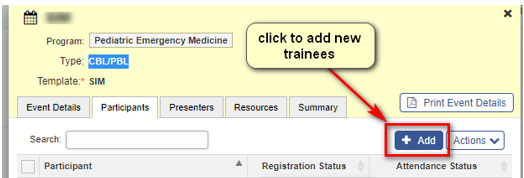 click to add new
trainees
Program: Pediatric Emergency Medicine
Type: CBL/PBL
Template:* SIM
Event Details Participants Presenters Resources Summary Print Event Details
Search: + Add Actions
Participant Registration Status Attendance Status